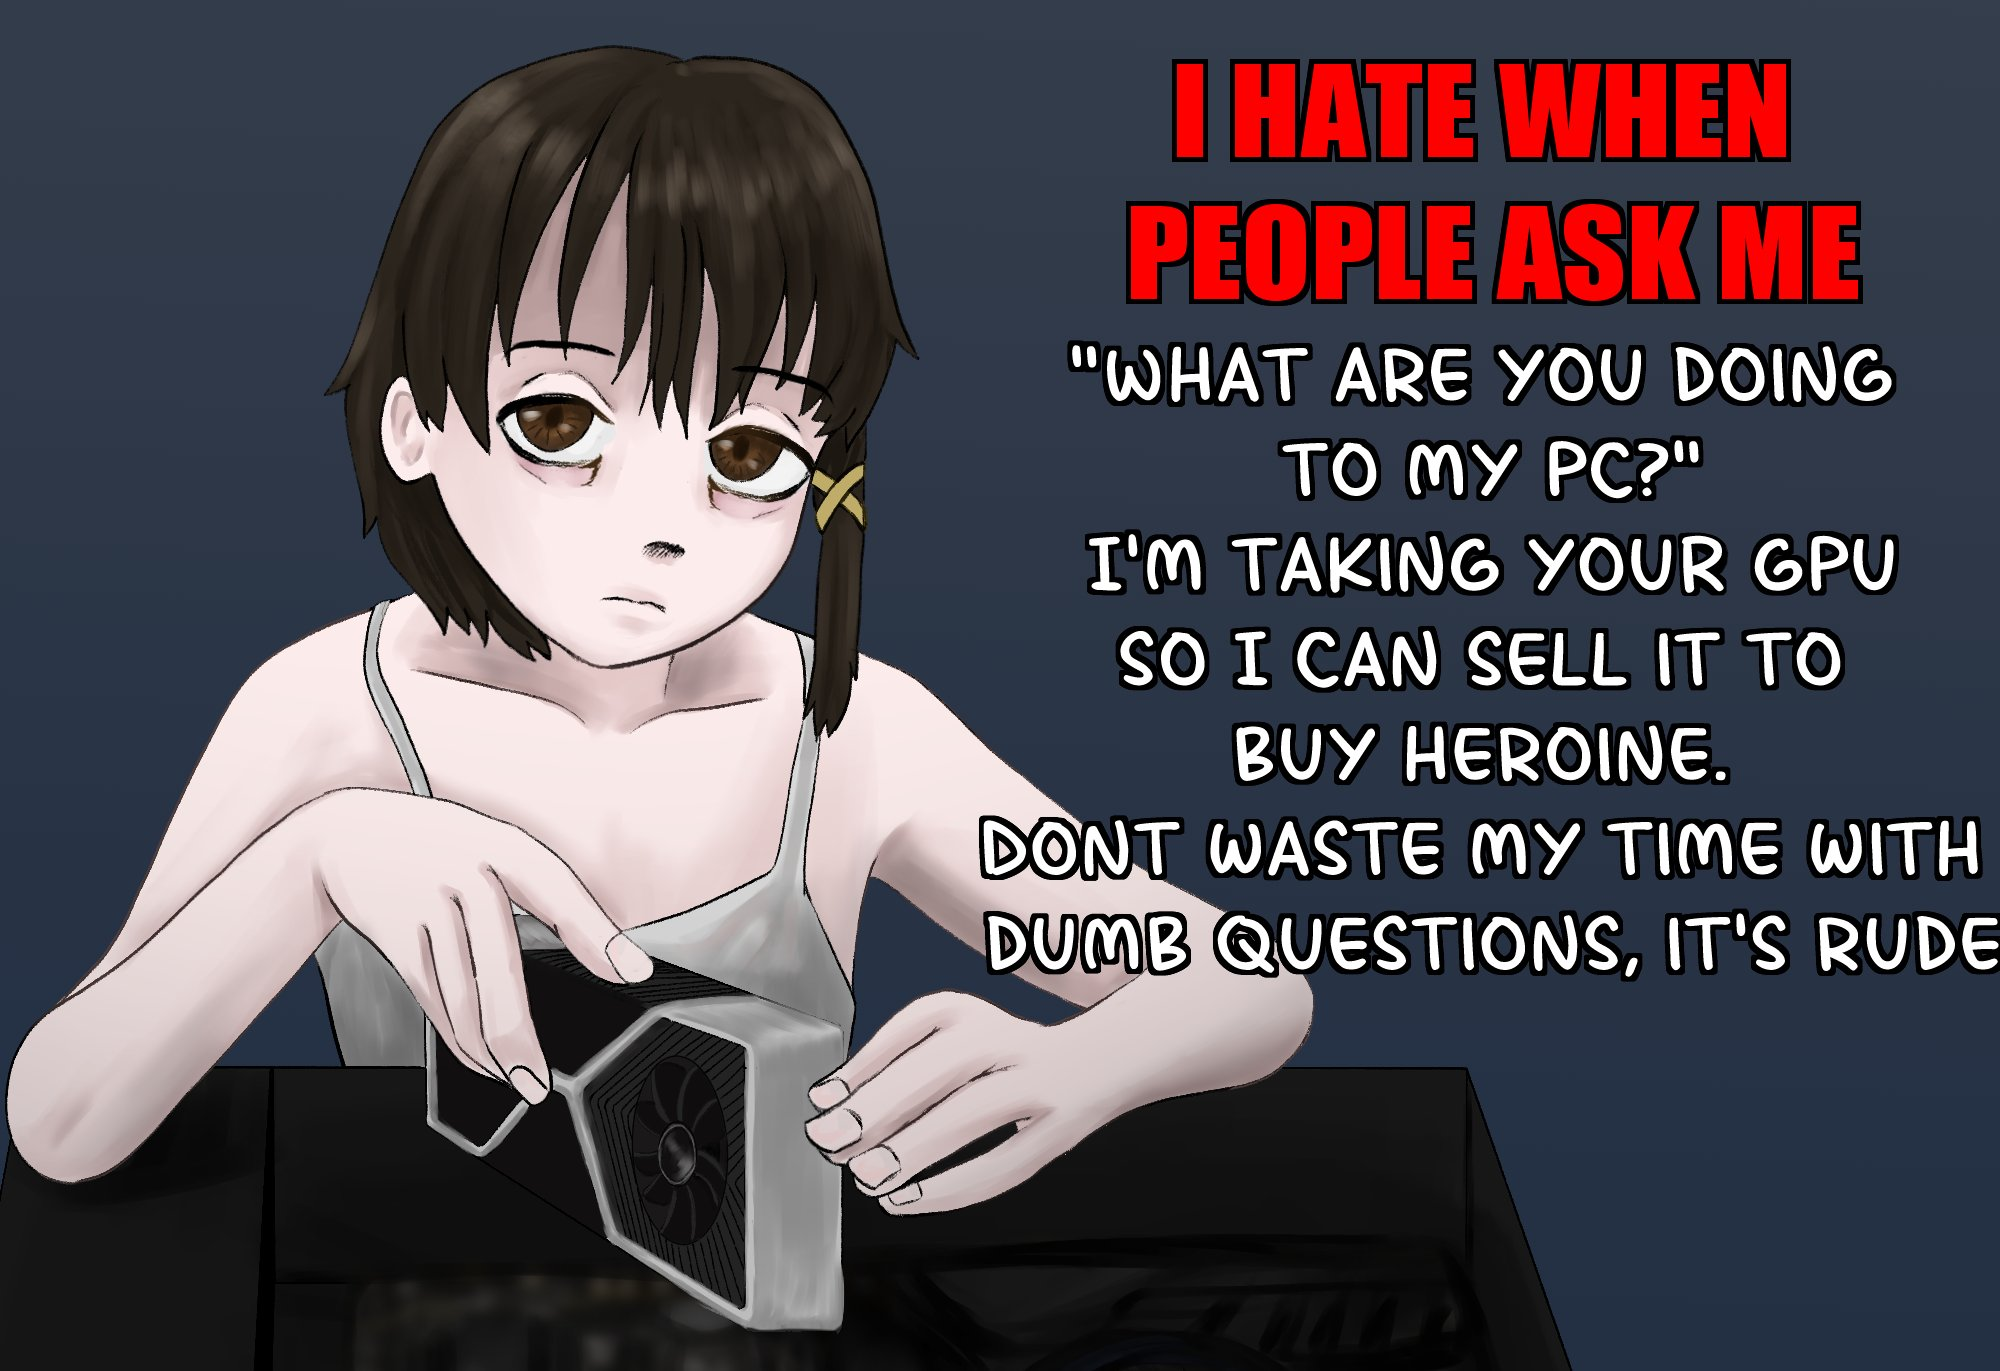 I HATE WHEN
PEOPLE ASK ME
"WHAT ARE YOU DOING
TO MY PC?"
I'M TAKING YOUR GPU
SO I CAN SELL IT TO
BUY HEROINE.
DONT WASTE MY TIME WITH
DUMB QUESTIONS, IT'S RUDE